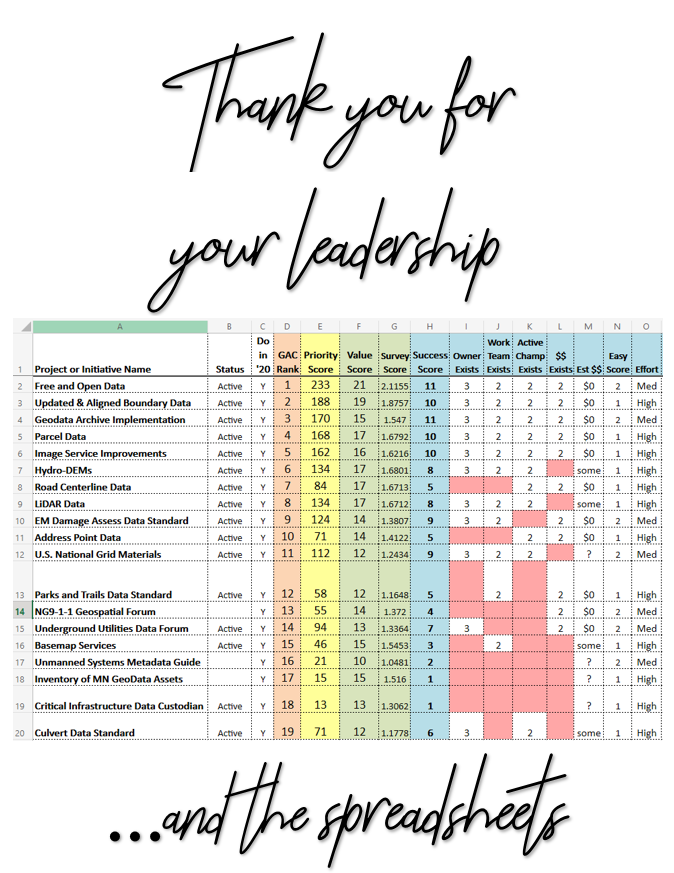 Thank you for
your leadership
A B C D E F G H I J K L M N O
1 Project or Initiative Name Status Do in '20 GAC Rank Priority Score Value Score Survey Score Success Score Owner Exists Work Team Exists Active Champ Exists $$ Exists Est $$ Easy Score Effort
2 Free and Open Data Active Y 1 233 21 2.1155 11 3 2 2 2 $0 2 Med
3 Updated & Aligned Boundary Data Active Y 2 188 19 1.8757 10 3 2 2 2 $0 1 High
4 Geodata Archive Implementation Active Y 3 170 15 1.547 11 3 2 2 2 $0 2 Med
5 Parcel Data Active Y 4 168 17 1.6792 10 3 2 2 2 $0 1 High
6 Image Service Improvements Active Y 5 162 16 1.6216 10 3 2 2 2 $0 1 High
7 Hydro-DEMs Active Y 6 134 17 1.6801 8 3 2 2 some 1 High
8 Road Centerline Data Active Y 7 84 17 1.6713 5 2 2 $0 1 High
9 LiDAR Data Active Y 8 134 17 1.6712 8 3 2 2 some 1 High
10 EM Damage Assess Data Standard Active Y 9 124 14 1.3807 9 3 2 2 $0 2 Med
11 Address Point Data Active Y 10 71 14 1.4122 5 2 2 $0 1 High
12 U.S. National Grid Materials Active Y 11 112 12 1.2434 9 3 2 2 ? 2 Med
13 Parks and Trails Data Standard Active Y 12 58 12 1.1648 5 2 2 $0 1 High
14 NG9-1-1 Geospatial Forum Y 13 55 14 1.372 4 2 $0 2 Med
15 Underground Utilities Data Forum Active Y 14 94 13 1.3364 7 3 2 $0 2 Med
16 Basemap Services Active Y 15 46 15 1.5453 3 2 some 1 High
17 Unmanned Systems Metadata Guide Y 16 21 10 1.0481 2 ? 2 Med
18 Inventory of MN GeoData Assets Y 17 15 15 1.516 1 ? 1 High
19 Critical Infrastructure Data Custodian Active Y 18 13 13 1.3062 1 ? 1 High
20 Culvert Data Standard Active Y 19 71 12 1.1778 6 3 2 some 1 High
...and the spreadsheets